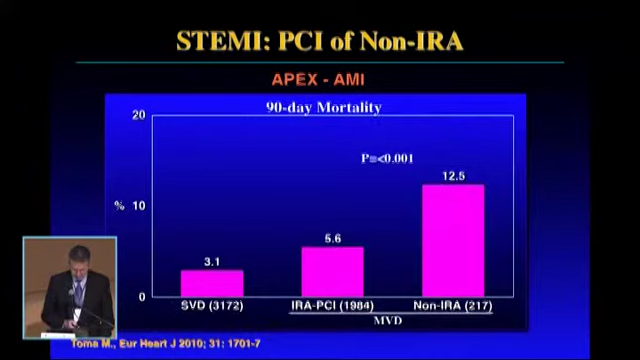 STEMI: PCI of Non-IRA
APEX - AMI
90-day Mortality
20
P=<0.001
12.5
% 10
5.6
3.1
0
SVD (3172) IRA-PCI (1984) Non-IRA (217)
MVD
Toma M., Eur Heart J 2010; 31: 1701-7